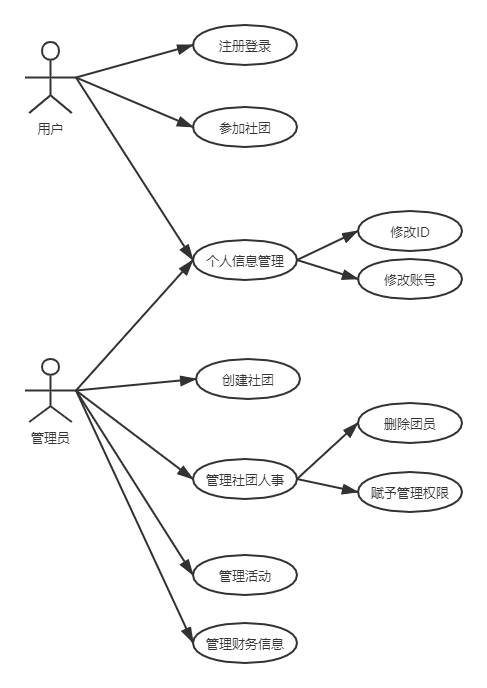 注册登录
用户
参加社团
修改ID
个人信息管理
修改账号
创建社团
管理员
删除团员
管理社团人事
赋予管理权限
管理活动
管理财务信息